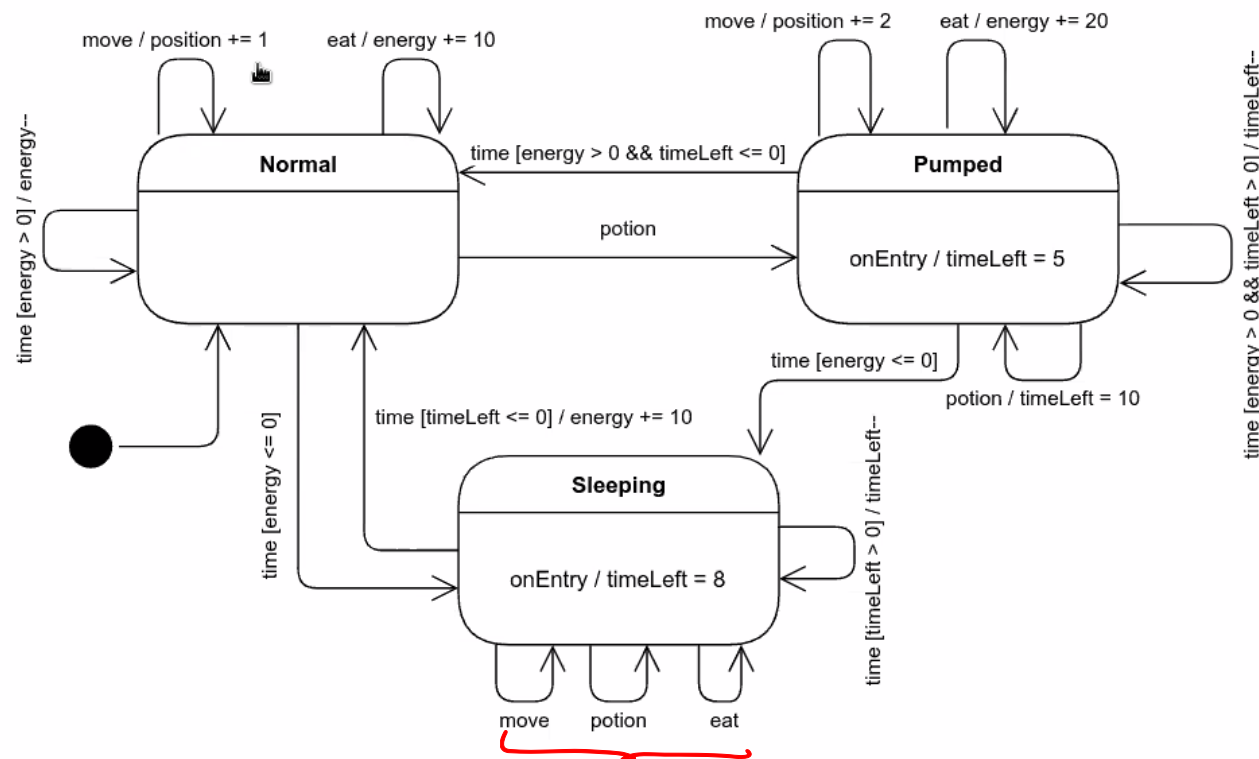 move / position += 2
eat / energy += 20
move / position += 1
eat / energy += 10
time [energy > 0] / energy--
Normal
time [energy > 0 && timeLeft <= 0]
Pumped
potion
onEntry / timeLeft = 5
time [energy > 0 && timeLeft > 0] / timeLeft--
time [energy <= 0]
potion / timeLeft = 10
time [energy <= 0]
time [timeLeft <= 0] / energy += 10
Sleeping
onEntry / timeLeft = 8
time [timeLeft > 0] / timeLeft--
move
potion
eat